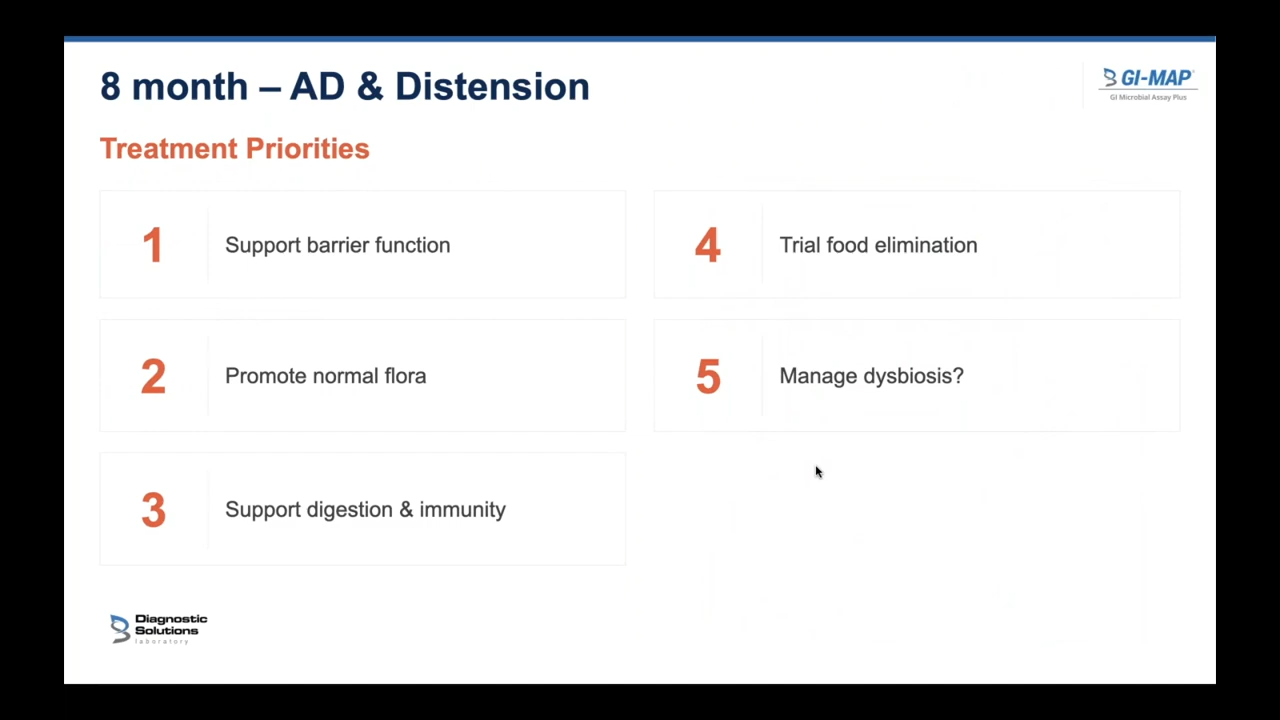 8 month – AD & Distension
GI-MAP
GI Microbial Assay Plus
Treatment Priorities
1
Support barrier function
2
Promote normal flora
3
Support digestion & immunity
4
Trial food elimination
5
Manage dysbiosis?
Diagnostic
Solutions
laboratory